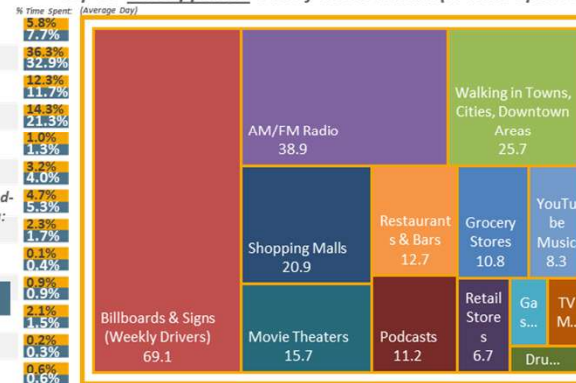 % Time Spent: (Average Day)
5.8%
7.7%
36.3%
32.9%
12.3%
11.7%
14.3%
21.3%
1.0%
1.3%
3.2%
4.0%
d-
4.7%
5.3%
:
2.3%
1.7%
0.1%
0.4%
0.9%
0.9%
2.1%
1.5%
0.2%
0.3%
0.6%
0.6%
Billboards & Signs
(Weekly Drivers)
69.1
AM/FM Radio
38.9
Walking in Towns,
Cities, Downtown
Areas
25.7
Shopping Malls
20.9
Restaurant
s & Bars
12.7
Grocery
Stores
10.8
YouTu
be
Music
8.3
Movie Theaters
15.7
Podcasts
11.2
Retail
Store
s
6.7
Ga
s...
TV
M...
Dru...